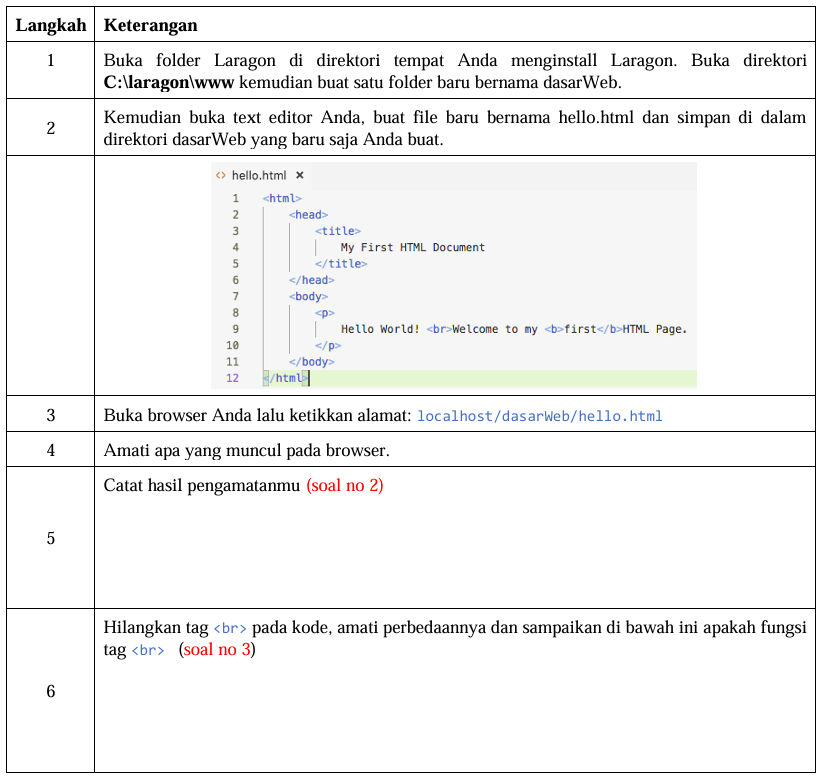 Langkah Keterangan
1 Buka folder Laragon di direktori tempat Anda menginstall Laragon. Buka direktori
C:\laragon\www kemudian buat satu folder baru bernama dasarWeb.
2 Kemudian buka text editor Anda, buat file baru bernama hello.html dan simpan di dalam
direktori dasarWeb yang baru saja Anda buat.
<> hello.html ×
1 <html>
2 <head>
3 <title>
4 My First HTML Document
5 </title>
6 </head>
7 <body>
8 <p>
9 Hello World! <br>Welcome to my <b>first</b>HTML Page.
10 </p>
11 </body>
12 </html>
3 Buka browser Anda lalu ketikkan alamat: localhost/dasarWeb/hello.html
4 Amati apa yang muncul pada browser.
5 Catat hasil pengamatanmu (soal no 2)
6 Hilangkan tag <br> pada kode, amati perbedaannya dan sampaikan di bawah ini apakah fungsi
tag <br> (soal no 3)